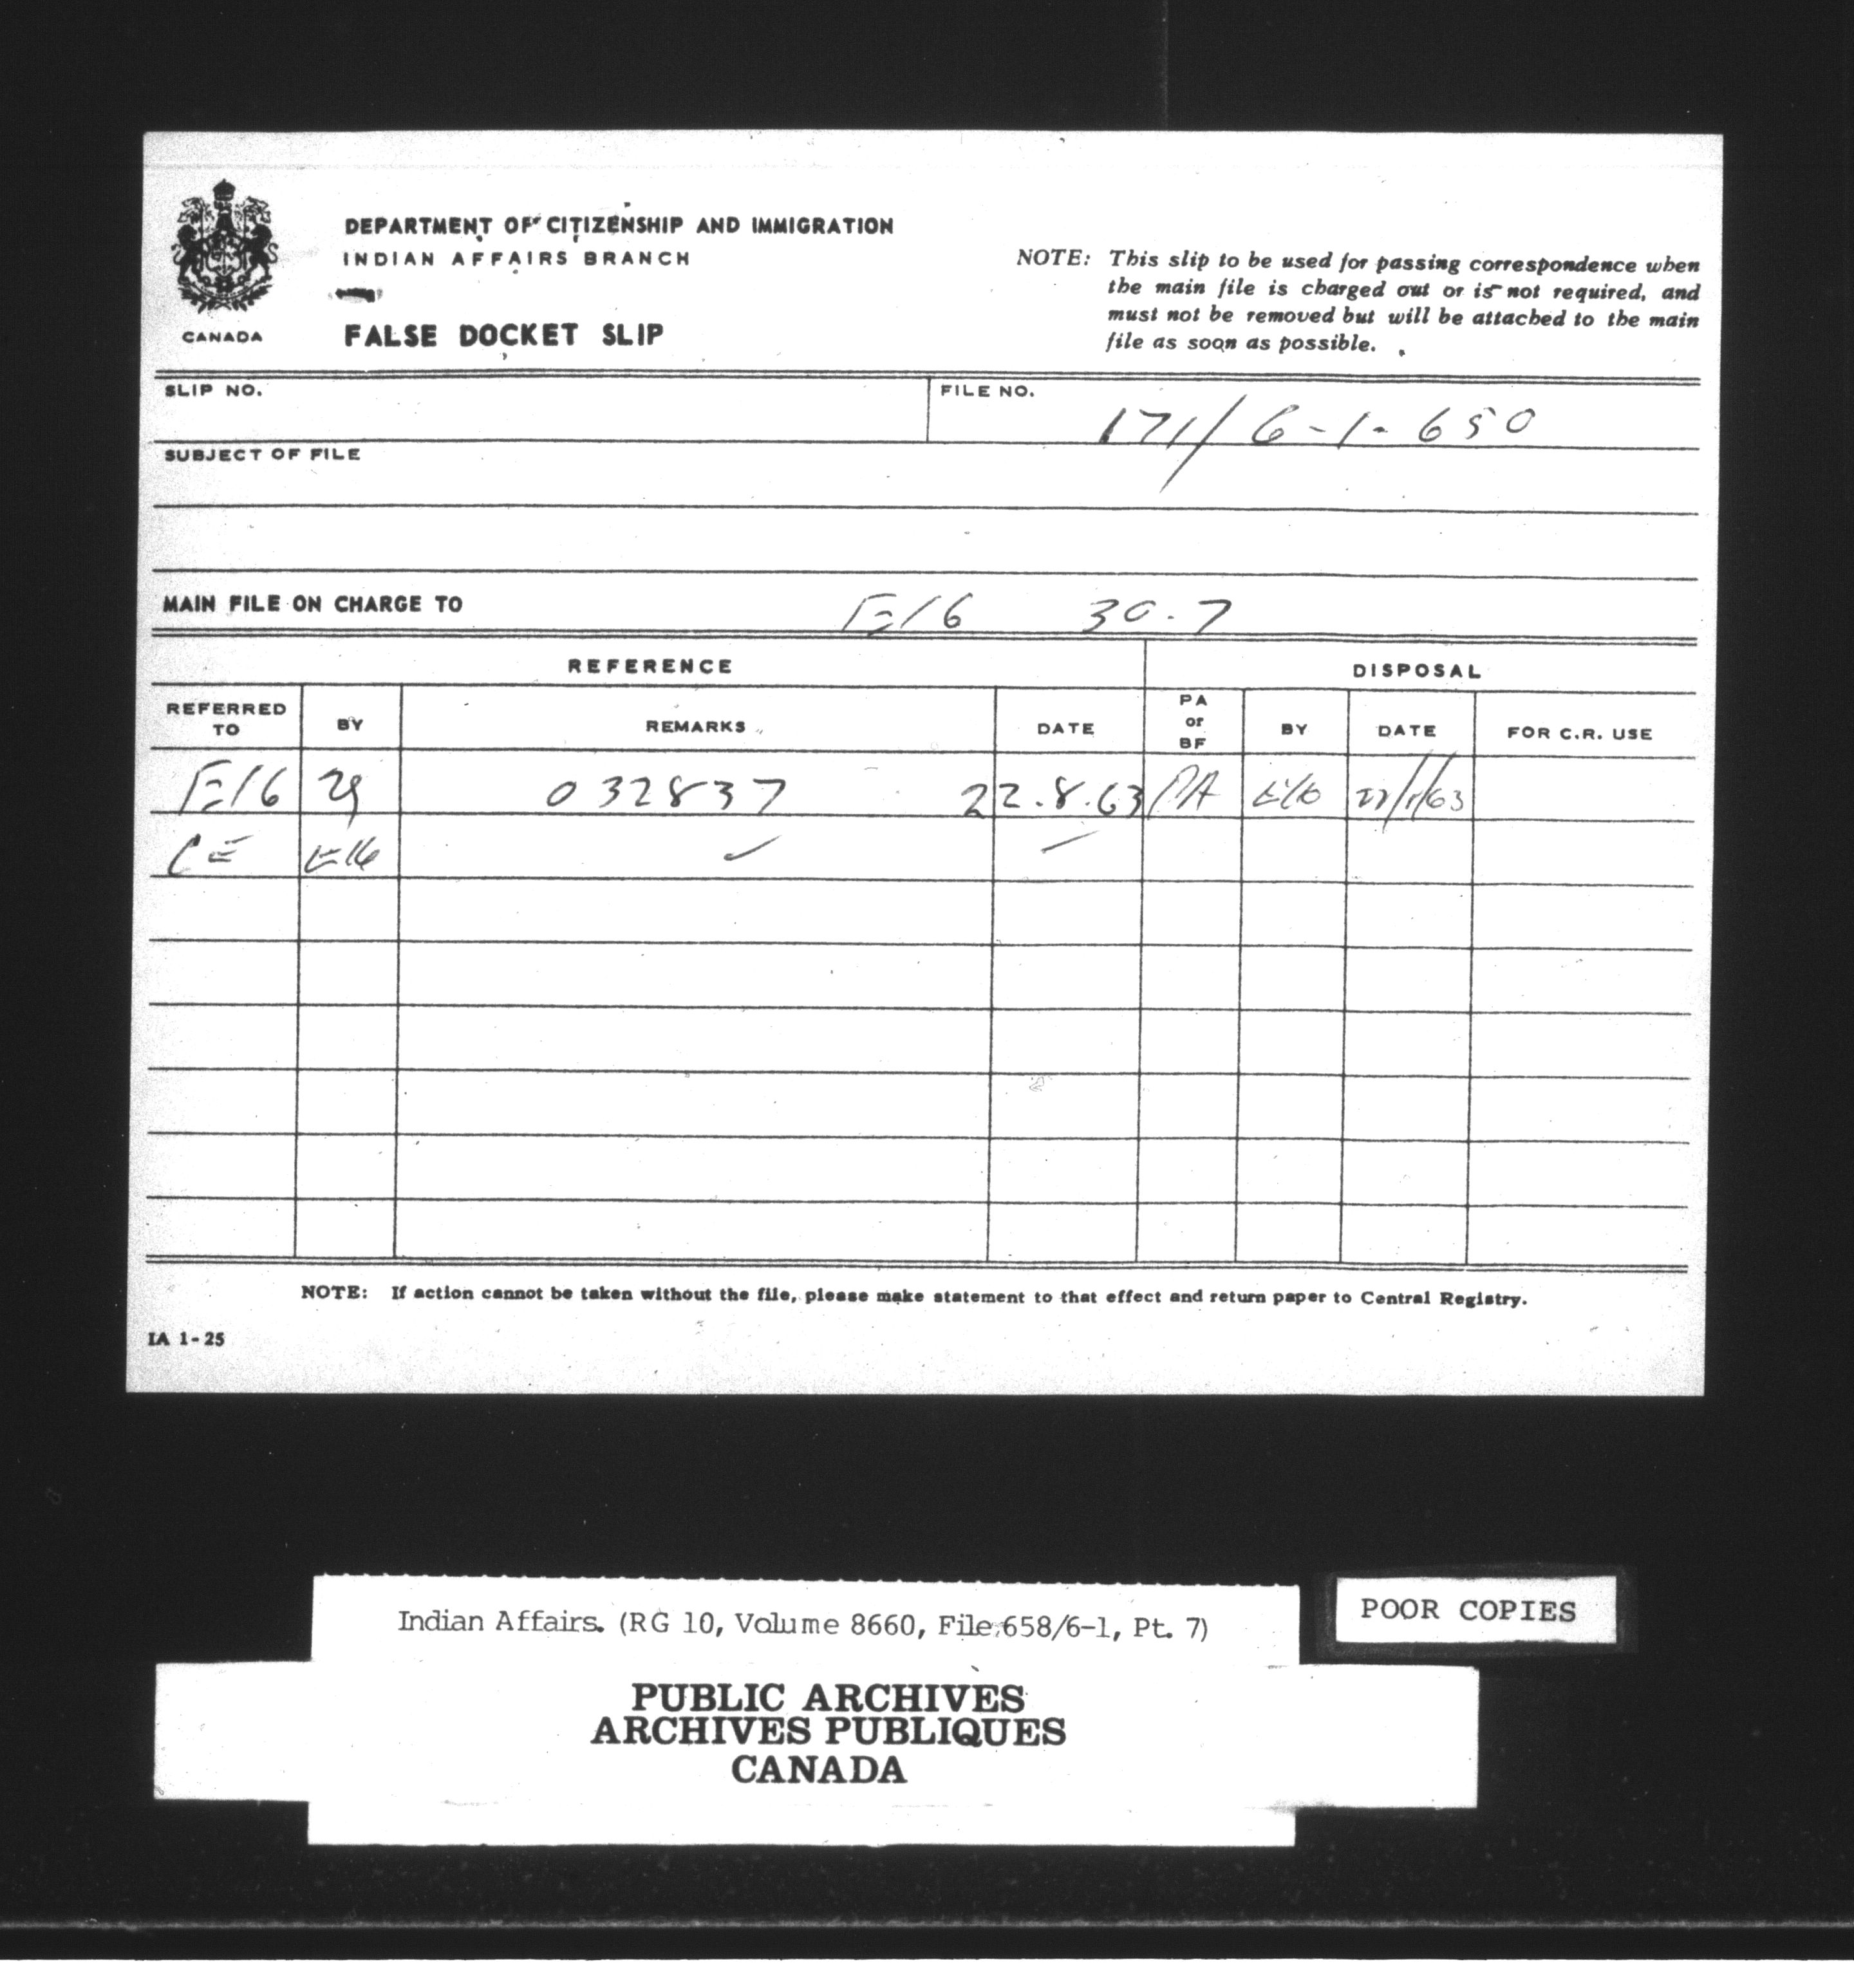 DEPARTMENT OF CITIZENSHIP AND IMMIGRATION
INDIAN AFFAIRS BRANCH
CANADA
FALSE DOCKET SLIP
NOTE: This slip to be used for passing correspondence when
the main file is charged out or is not required, and
must not be removed but will be attached to the main
file as soon as possible.
SLIP NO.
FILE NO. 171/6-1-650
SUBJECT OF FILE
MAIN FILE ON CHARGE TO E16 30.7
REFERENCE DISPOSAL
REFERRED TO BY REMARKS DATE PA or BF BY DATE FOR C.R. USE
E16 032837 22.8.63 PA E16
CE E16 ✓
NOTE: If action cannot be taken without the file, please make statement to that effect and return paper to Central Registry.
IA 1-25
Indian Affairs. (RG 10, Volume 8660, File 658/6-1, Pt. 7)
POOR COPIES
PUBLIC ARCHIVES
ARCHIVES PUBLIQUES
CANADA